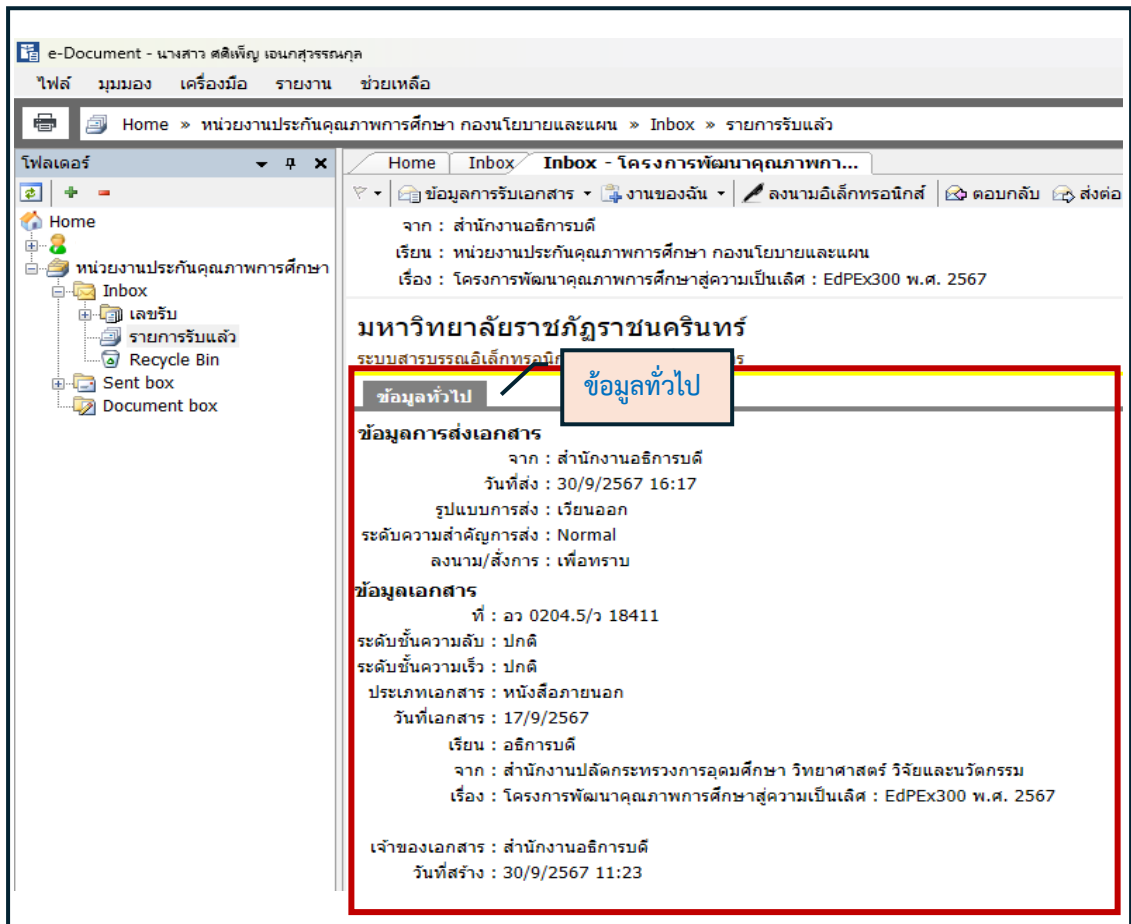 e-Document - นางสาว ศศิเพ็ญ เอนกสุวรรณกุล
ไฟล์ มุมมอง เครื่องมือ รายงาน ช่วยเหลือ
Home » หน่วยงานประกันคุณภาพการศึกษา กองนโยบายและแผน » Inbox » รายการรับแล้ว
โฟลเดอร์
Home Inbox Inbox - โครงการพัฒนาคุณภาพกา...
ข้อมูลการรับเอกสาร งานของฉัน ลงนามอิเล็กทรอนิกส์ ตอบกลับ ส่งต่อ
Home
หน่วยงานประกันคุณภาพการศึกษา
Inbox
เลขรับ
รายการรับแล้ว
Recycle Bin
Sent box
Document box
จาก : สำนักงานอธิการบดี
เรียน : หน่วยงานประกันคุณภาพการศึกษา กองนโยบายและแผน
เรื่อง : โครงการพัฒนาคุณภาพการศึกษาสู่ความเป็นเลิศ : EdPEx300 พ.ศ. 2567
มหาวิทยาลัยราชภัฏราชนครินทร์
ระบบสารบรรณอิเล็กทรอนิก
ข้อมูลทั่วไป
ข้อมูลทั่วไป
ข้อมูลการส่งเอกสาร
จาก : สำนักงานอธิการบดี
วันที่ส่ง : 30/9/2567 16:17
รูปแบบการส่ง : เวียนออก
ระดับความสำคัญการส่ง : Normal
ลงนาม/สั่งการ : เพื่อทราบ
ข้อมูลเอกสาร
ที่ : อว 0204.5/ว 18411
ระดับชั้นความลับ : ปกติ
ระดับชั้นความเร็ว : ปกติ
ประเภทเอกสาร : หนังสือภายนอก
วันที่เอกสาร : 17/9/2567
เรียน : อธิการบดี
จาก : สำนักงานปลัดกระทรวงการอุดมศึกษา วิทยาศาสตร์ วิจัยและนวัตกรรม
เรื่อง : โครงการพัฒนาคุณภาพการศึกษาสู่ความเป็นเลิศ : EdPEx300 พ.ศ. 2567
เจ้าของเอกสาร : สำนักงานอธิการบดี
วันที่สร้าง : 30/9/2567 11:23